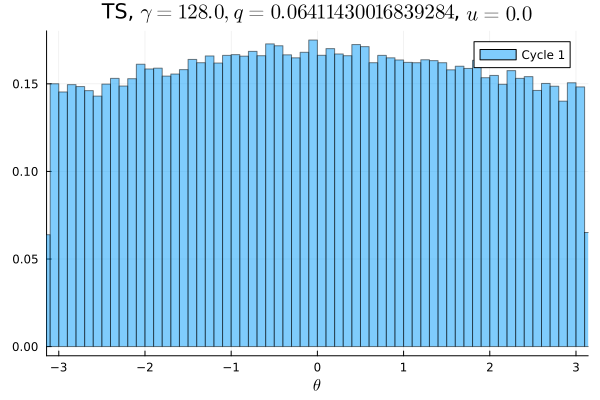 TS, γ = 128.0, q = 0.06411430016839284, u = 0.0
Cycle 1
0.15
0.10
0.05
0.00
−3 −2 −1 0 1 2 3
θ